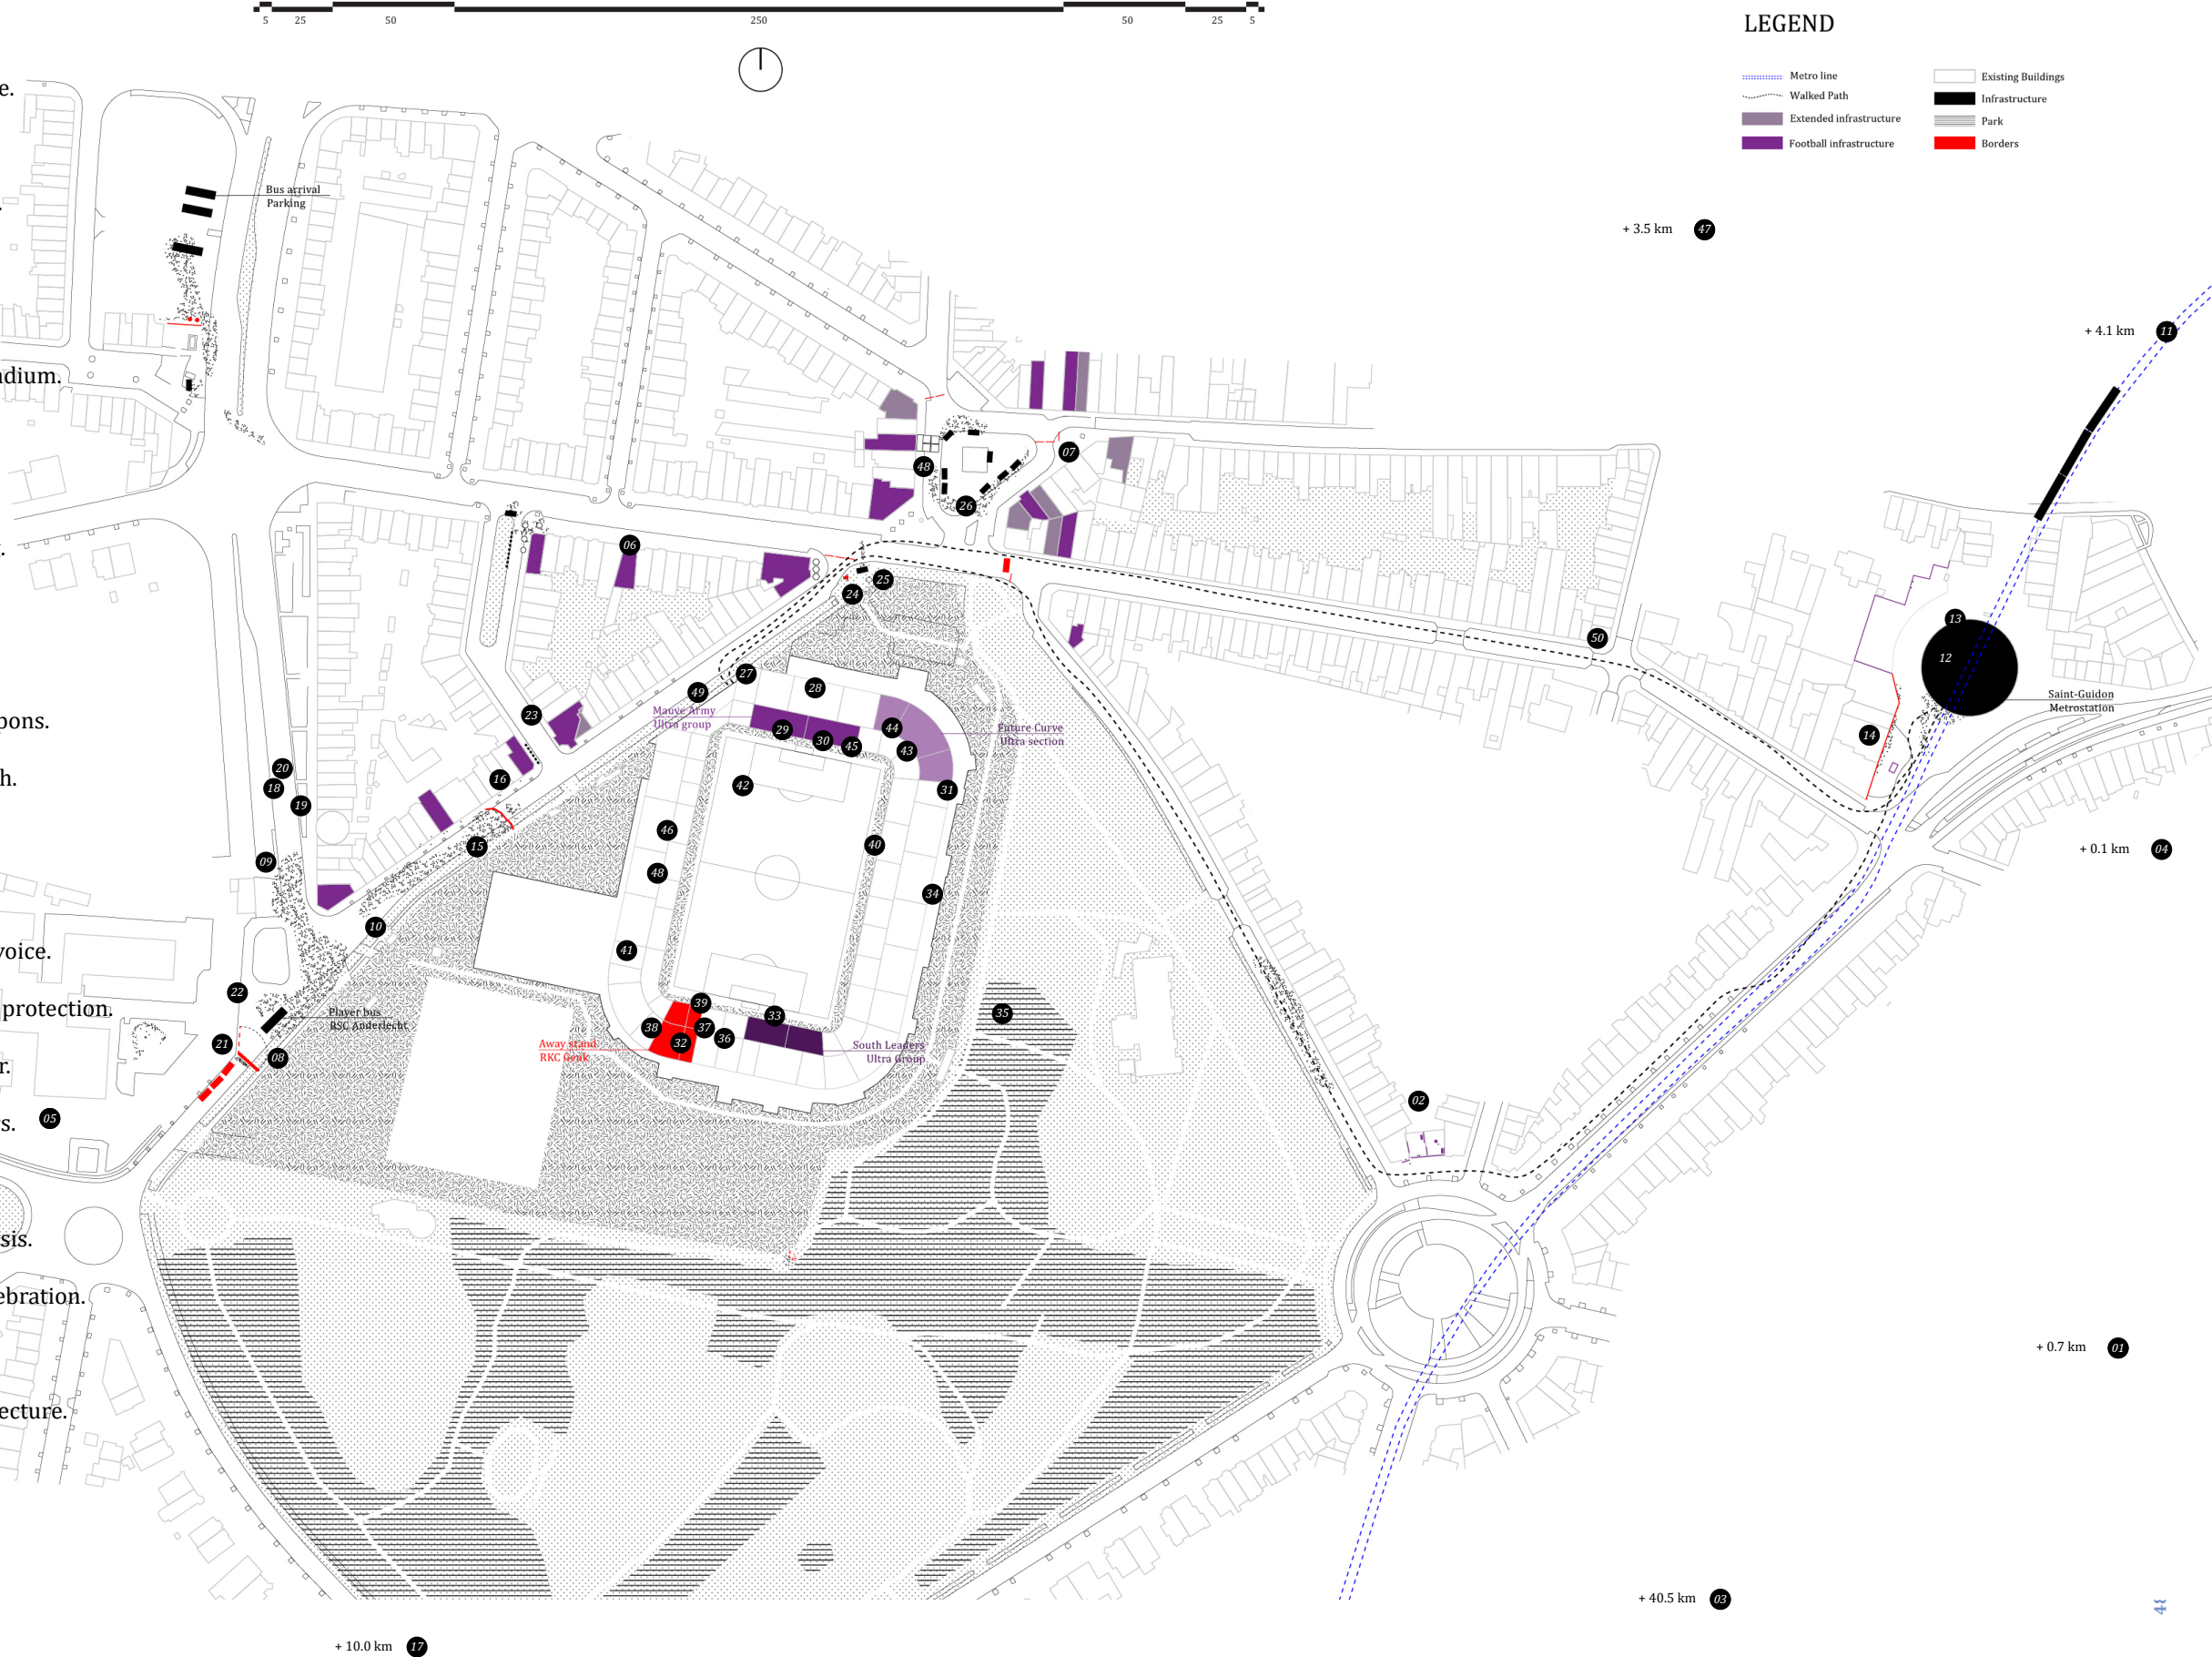 5 25 50 250 50 25 5
LEGEND
Metro line
Walked Path
Extended infrastructure
Football infrastructure
Existing Buildings
Infrastructure
Park
Borders
e.
Bus arrival
Parking
+ 3.5 km 47
+ 4.1 km 11
dium.
07
48
26
06
25
24
50
13
12
Saint-Guidon
Metrostation
27
28
49
23
Mauve Army
Ultra group
29
30
45
44
43
Future Curve
Ultra section
14
pons.
20
18
19
16
h.
42
31
46
40
15
09
48
34
+ 0.1 km 04
10
41
voice.
22
protection.
Player bus
RSC Anderlecht
21
08
39
38
37
36
32
33
35
Away stand
RKC Genk
South Leaders
Ultra Group
r.
s.
05
02
sis.
ebration.
+ 0.7 km 01
ecture.
+ 40.5 km 03
+ 10.0 km 17